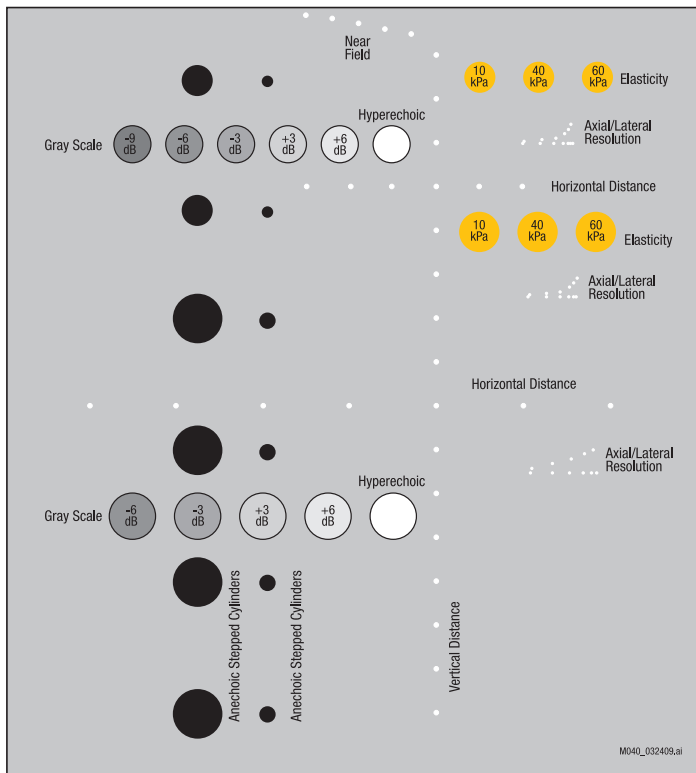 Near
Field
10
kPa
40
kPa
60
kPa
Elasticity
Hyperechoic
Gray Scale
-9
dB
-6
dB
-3
dB
+3
dB
+6
dB
Axial/Lateral
Resolution
Horizontal Distance
10
kPa
40
kPa
60
kPa
Elasticity
Axial/Lateral
Resolution
Horizontal Distance
Axial/Lateral
Resolution
Hyperechoic
Gray Scale
-6
dB
-3
dB
+3
dB
+6
dB
Anechoic Stepped Cylinders
Anechoic Stepped Cylinders
Vertical Distance
M040_032409.ai